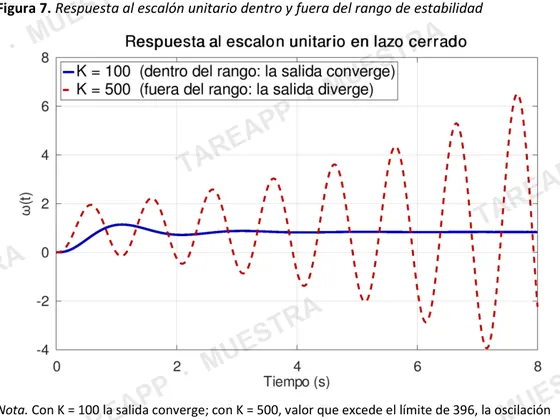 Figura 7. Respuesta al escalón unitario dentro y fuera del rango de estabilidad
Respuesta al escalon unitario en lazo cerrado
K = 100 (dentro del rango: la salida converge)
K = 500 (fuera del rango: la salida diverge)
8
6
4
2
0
-2
-4
ω(t)
0 2 4 6 8
Tiempo (s)
Nota. Con K = 100 la salida converge; con K = 500, valor que excede el límite de 396, la oscilación
TAREAPP · MUESTRA